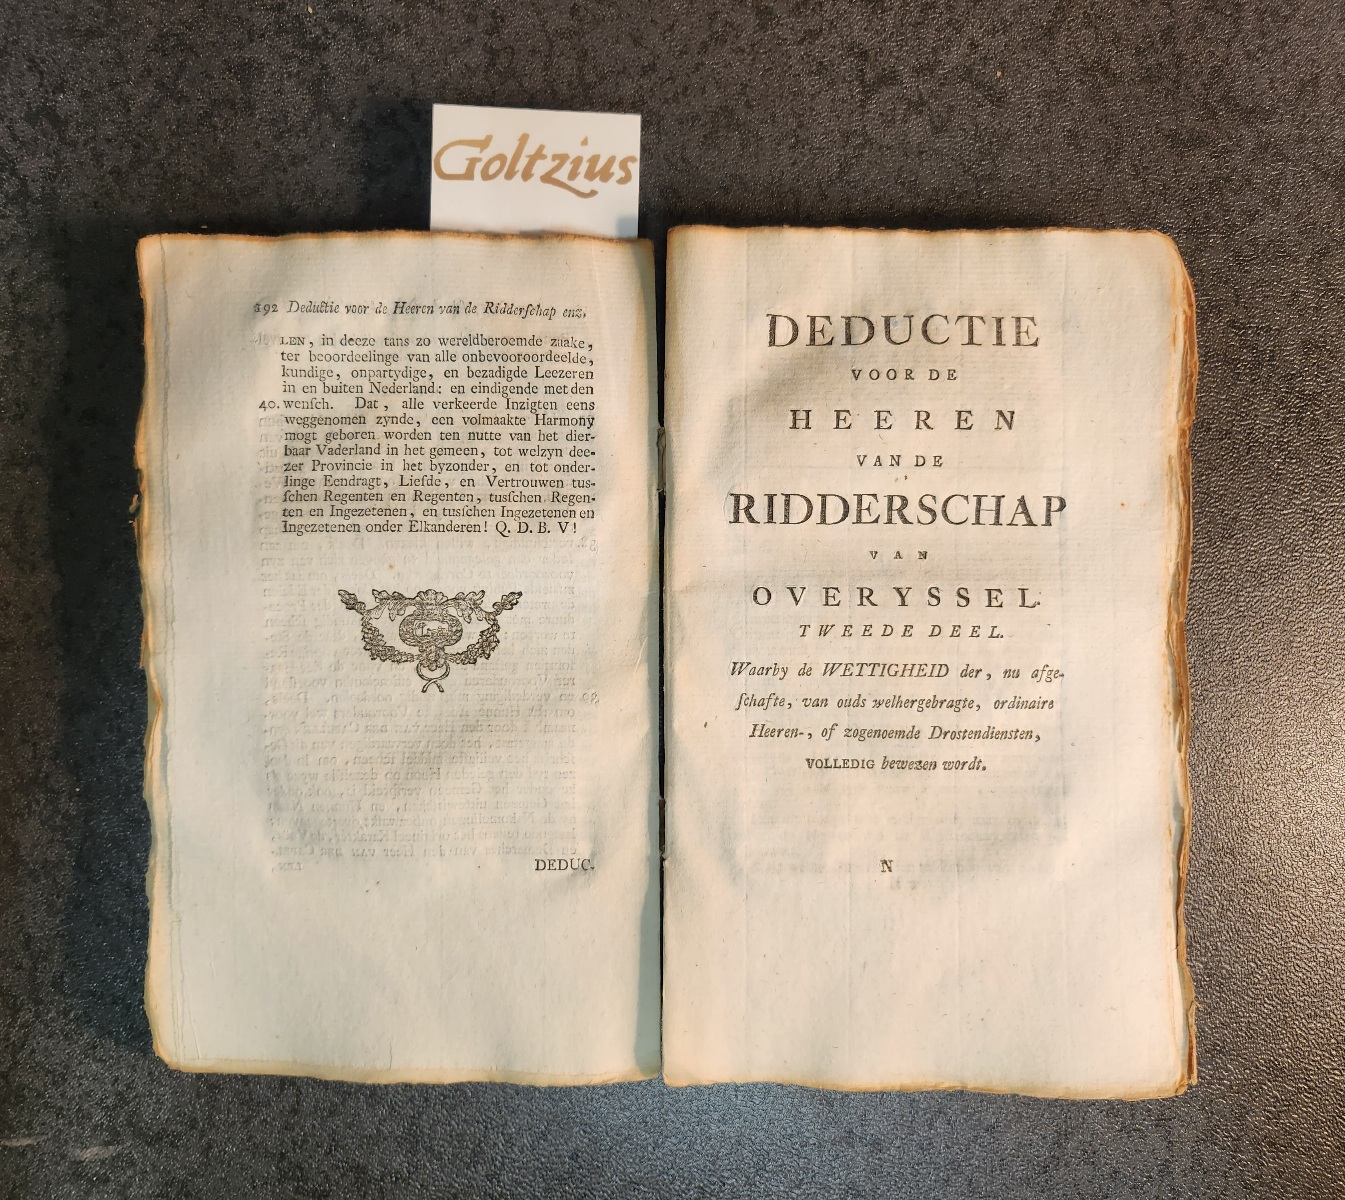 Goltzius
192 Deductie voor de Heeren van de Ridderſchap enz.
LEN, in deeze tans zo wereldberoemde zaake,
ter beoordeelinge van alle onbevooroordeelde,
kundige, onpartydige, en bezadigde Leezeren
in en buiten Nederland: en eindigende met den
40. wenſch. Dat, alle verkeerde Inzigten eens
weggenomen zynde, een volmaakte Harmony
mogt geboren worden ten nutte van het dier-
baar Vaderland in het gemeen, tot welzyn dee-
zer Provincie in het byzonder, en tot onder-
linge Eendragt, Liefde, en Vertrouwen tus-
ſchen Regenten en Regenten, tusſchen Regen-
ten en Ingezetenen, en tusſchen Ingezetenen en
Ingezetenen onder Elkanderen! Q. D. B. V!
DEDUC-
DEDUCTIE
VOOR DE
HEEREN
VAN DE
RIDDERSCHAP
VAN
OVERYSSEL.
TWEEDE DEEL.
Waarby de WETTIGHEID der, nu afge-
ſchafte, van ouds welhergebragte, ordinaire
Heeren-, of zogenoemde Drostendiensten,
VOLLEDIG bewezen wordt.
N